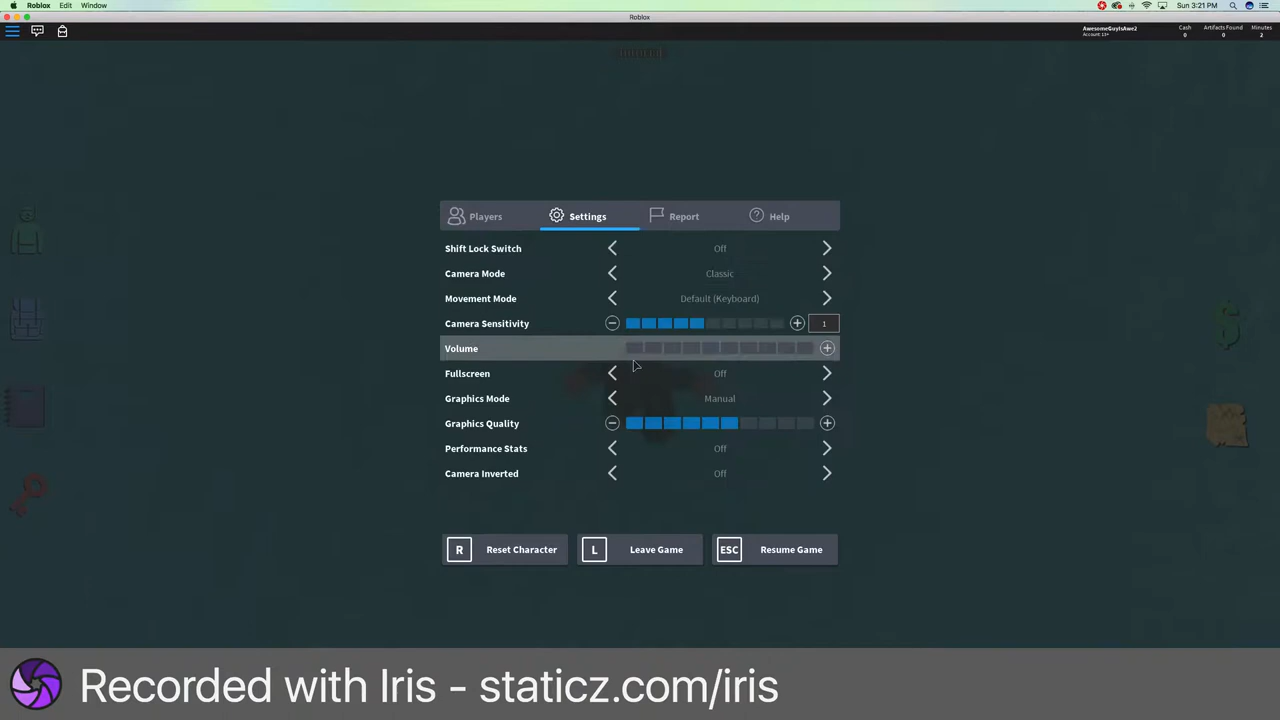 Roblox Edit Window Sun 3:21 PM
Roblox
AwesomeGuyIsAwe2 Cash Artifacts Found Minutes
Account: 13+ 0 0 2
Players Settings Report Help
Shift Lock Switch Off
Camera Mode Classic
Movement Mode Default (Keyboard)
Camera Sensitivity 1
Volume
Fullscreen Off
Graphics Mode Manual
Graphics Quality
Performance Stats Off
Camera Inverted Off
R Reset Character L Leave Game ESC Resume Game
Recorded with Iris - staticz.com/iris